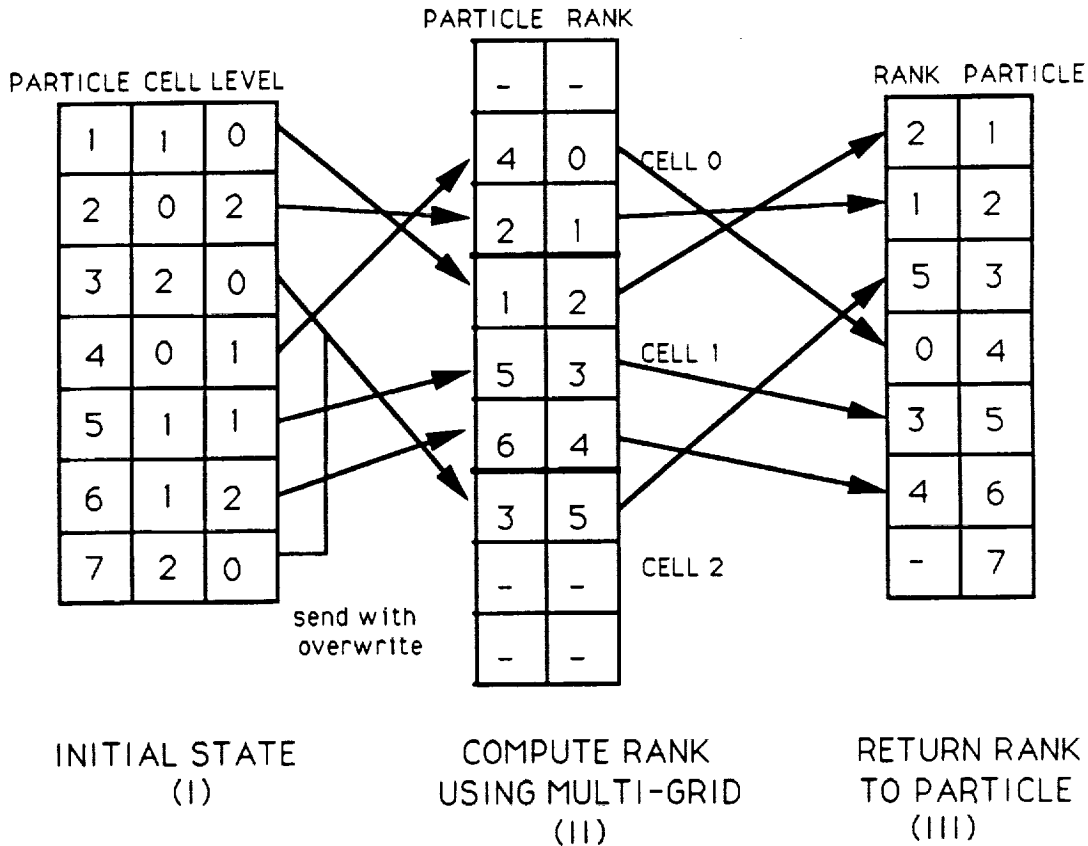 PARTICLE CELL LEVEL
1 1 0
2 0 2
3 2 0
4 0 1
5 1 1
6 1 2
7 2 0
send with
overwrite
INITIAL STATE
(I)
PARTICLE RANK
- -
4 0
2 1
1 2
5 3
6 4
3 5
- -
- -
CELL 0
CELL 1
CELL 2
COMPUTE RANK
USING MULTI-GRID
(II)
RANK PARTICLE
2 1
1 2
5 3
0 4
3 5
4 6
- 7
RETURN RANK
TO PARTICLE
(III)